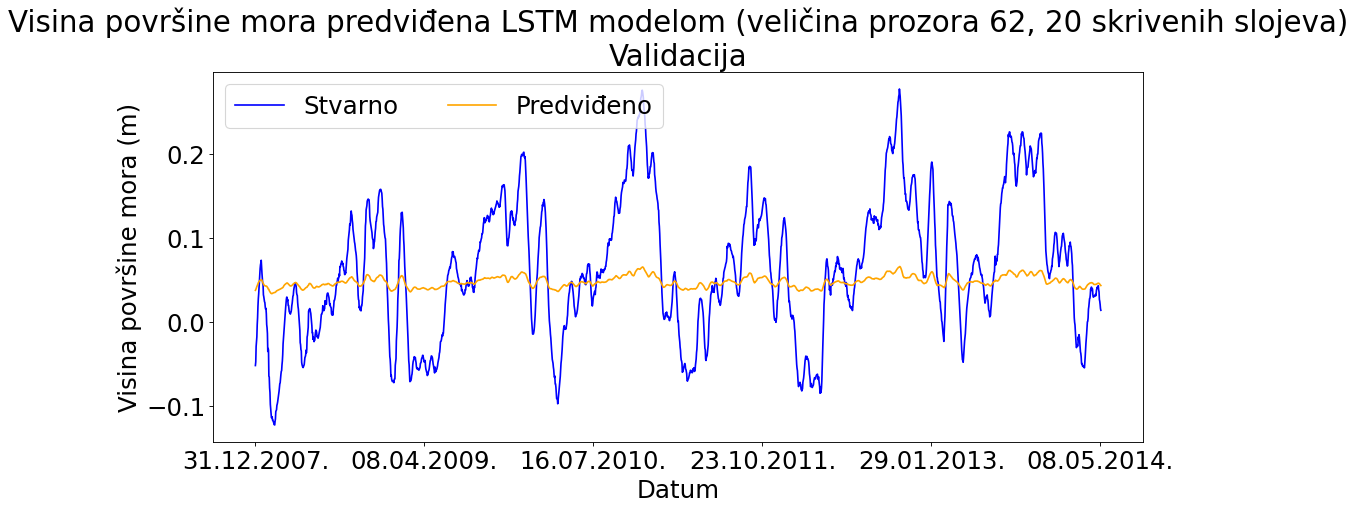 Visina površine mora predviđena LSTM modelom (veličina prozora 62, 20 skrivenih slojeva)
Validacija
Stvarno Predviđeno
Visina površine mora (m)
0.2
0.1
0.0
−0.1
31.12.2007. 08.04.2009. 16.07.2010. 23.10.2011. 29.01.2013. 08.05.2014.
Datum